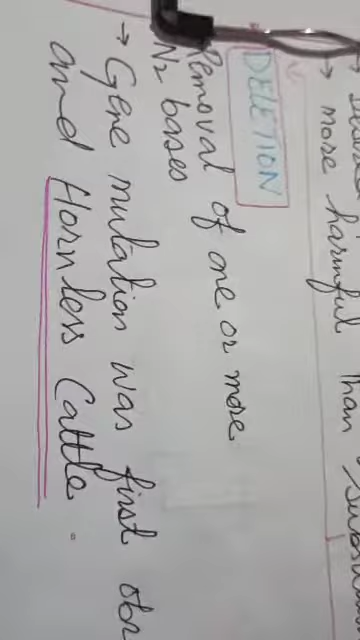 more harmful than
DELETION
Removal of one or more
N2 bases
→ Gene mutation was first
and Hornless Cattle.